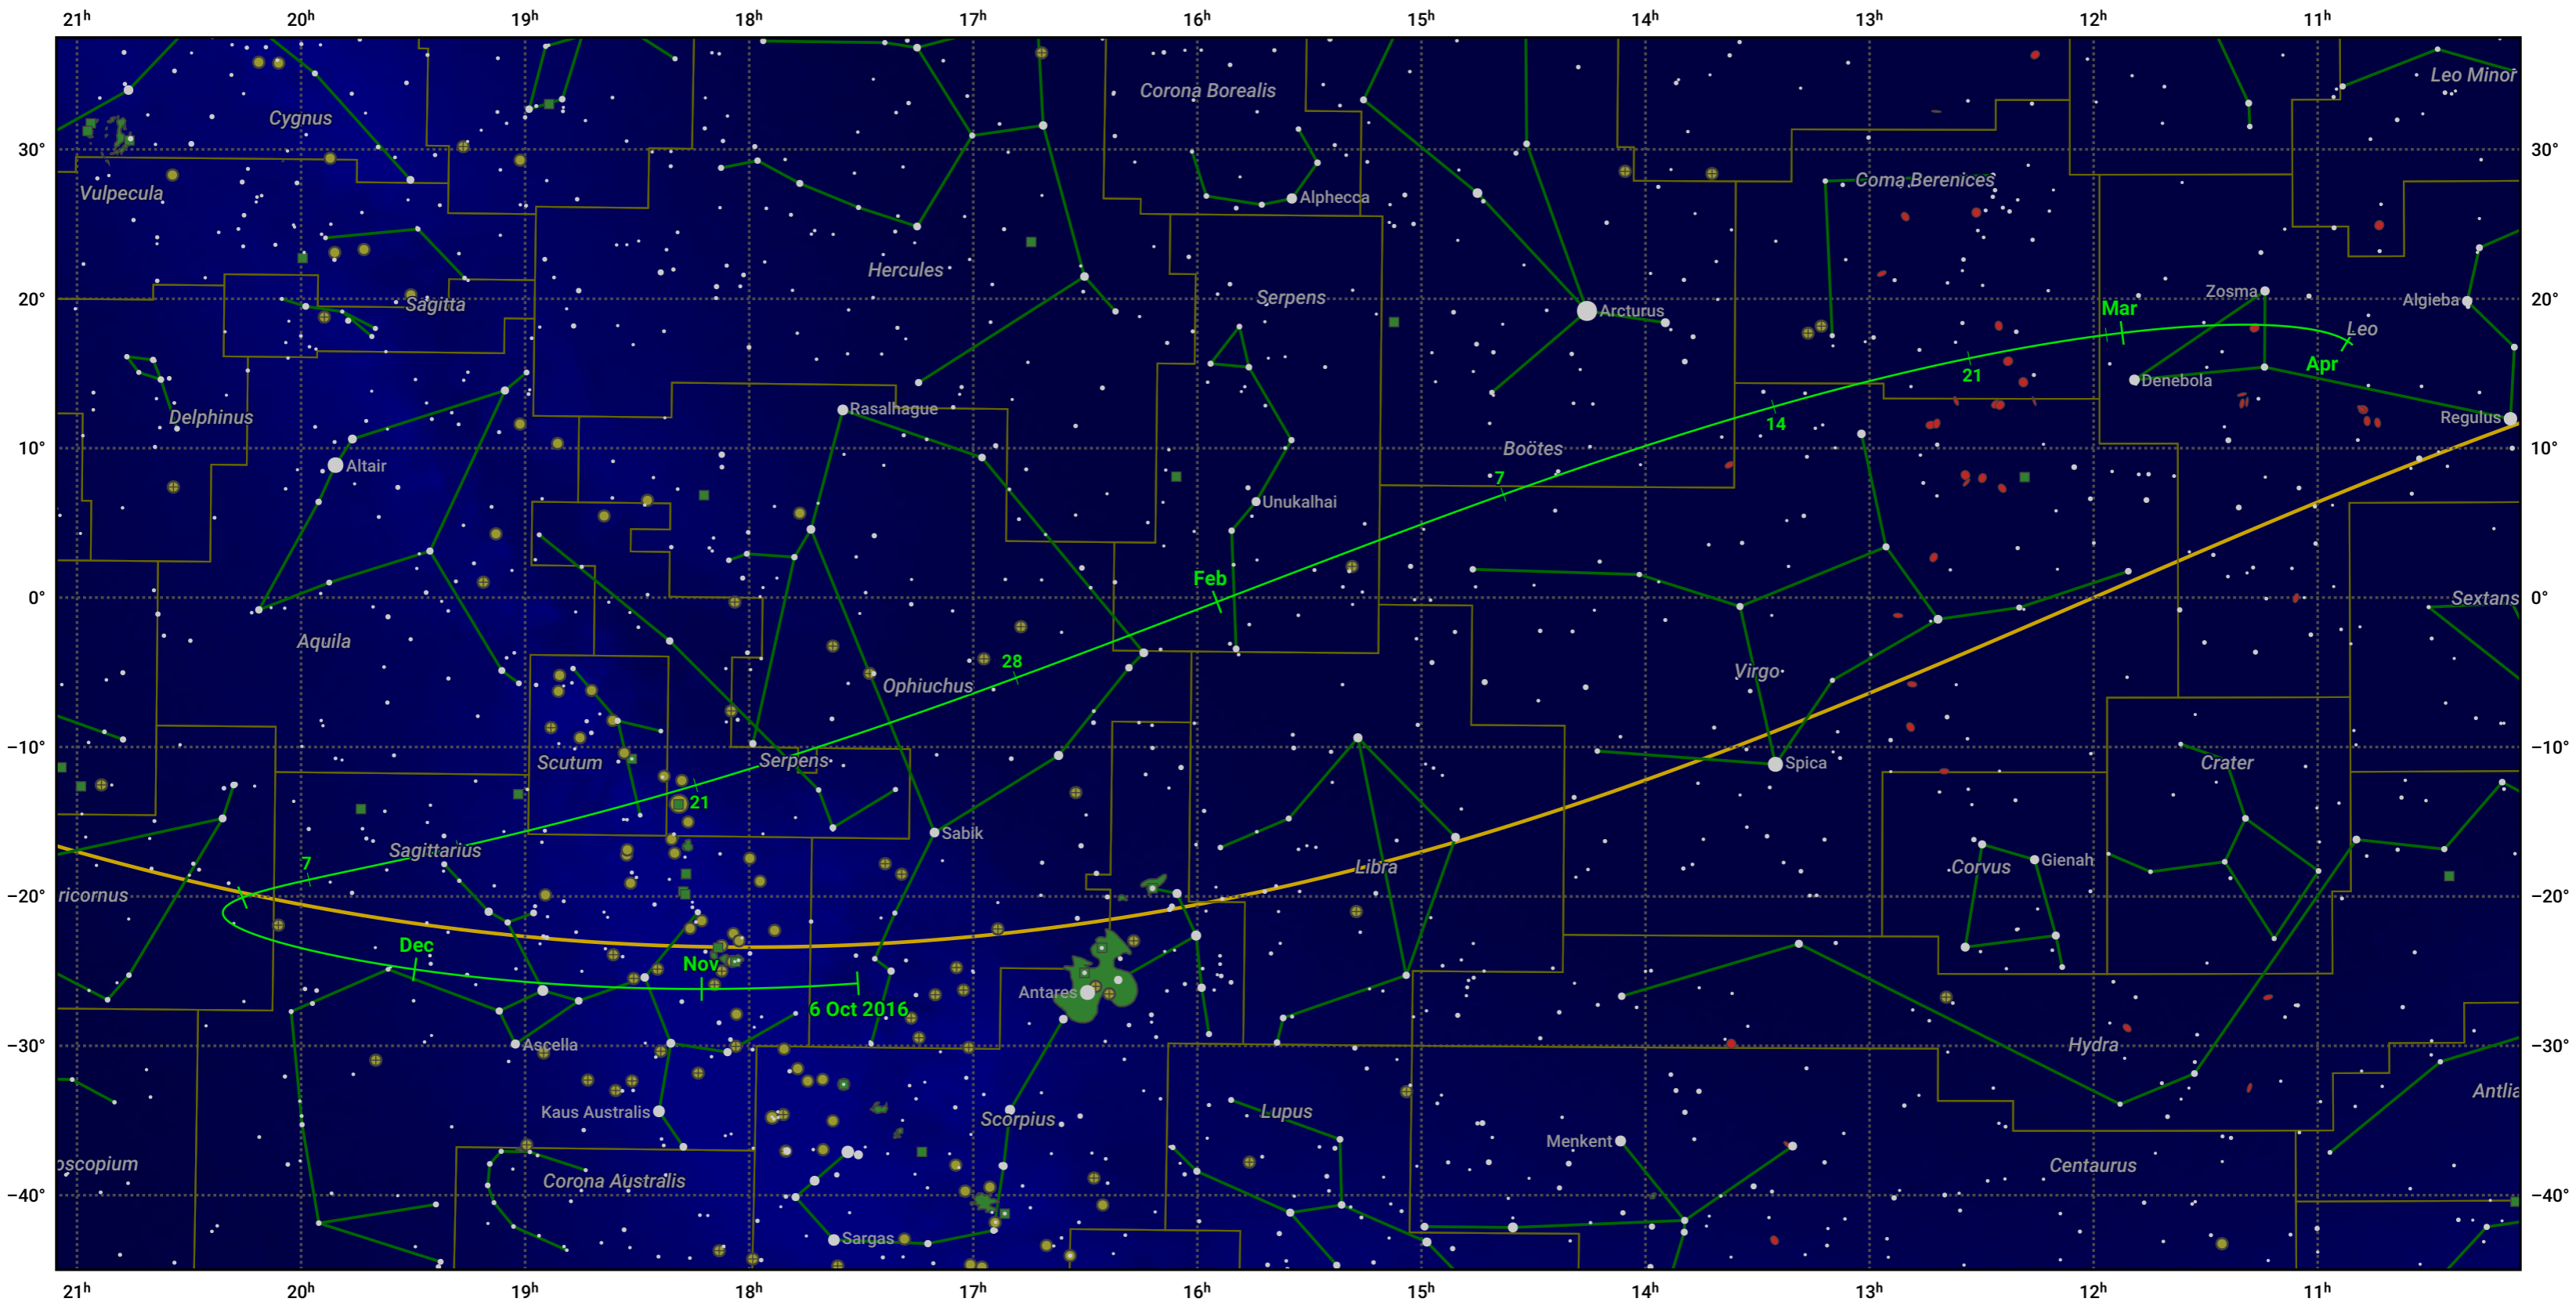 21h 20h 19h 18h 17h 16h 15h 14h 13h 12h 11h
Leo Minor
Corona Borealis
Cygnus
30° 30°
Coma Berenices
Vulpecula
Alphecca
Hercules
Zosma
Serpens
20° Sagitta Algieba 20°
Mar
Arcturus
Leo
Apr
21
Denebola
Rasalhague
Delphinus
Regulus
14
10° Boötes 10°
Altair
7
Unukalhai
Feb
0° Sextans 0°
Aquila
28
Virgo
Ophiuchus
−10° Serpens −10°
Scutum Spica Crater
21
Sabik
Sagittarius
Gienah
7 Libra Corvus
−20° ricornus −20°
Dec
Nov
Antares
6 Oct 2016
−30° Ascella Hydra −30°
Antlia
Kaus Australis Lupus
Scorpius
Menkent
oscopium Centaurus
Corona Australis
−40° −40°
Sargas
21h 20h 19h 18h 17h 16h 15h 14h 13h 12h 11h